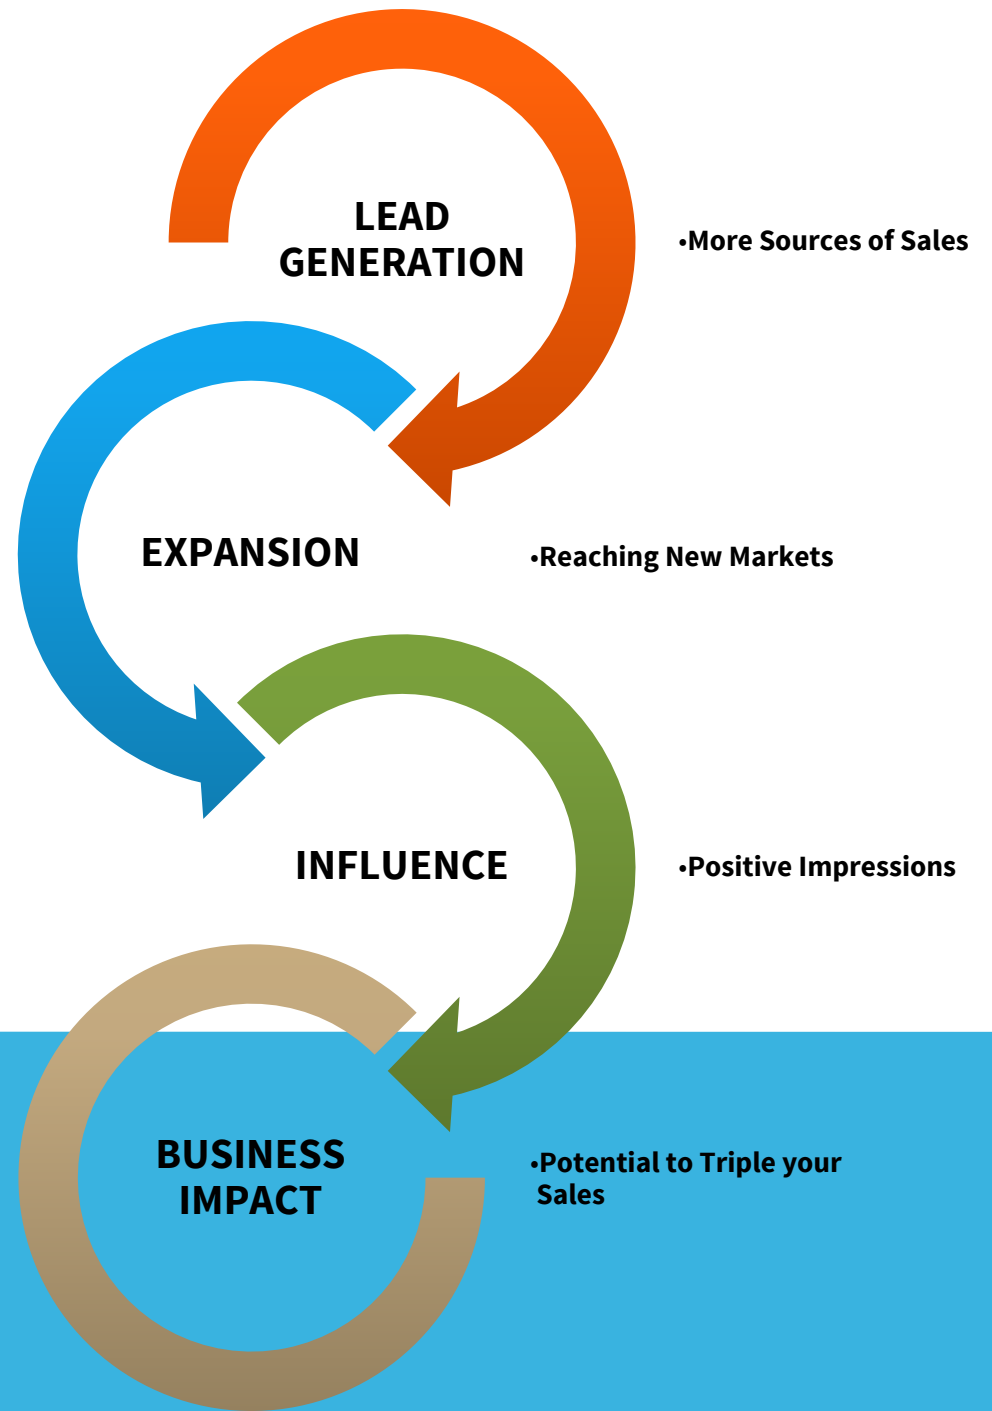 LEAD
GENERATION
•More Sources of Sales
EXPANSION
•Reaching New Markets
INFLUENCE
•Positive Impressions
BUSINESS
IMPACT
•Potential to Triple your
Sales